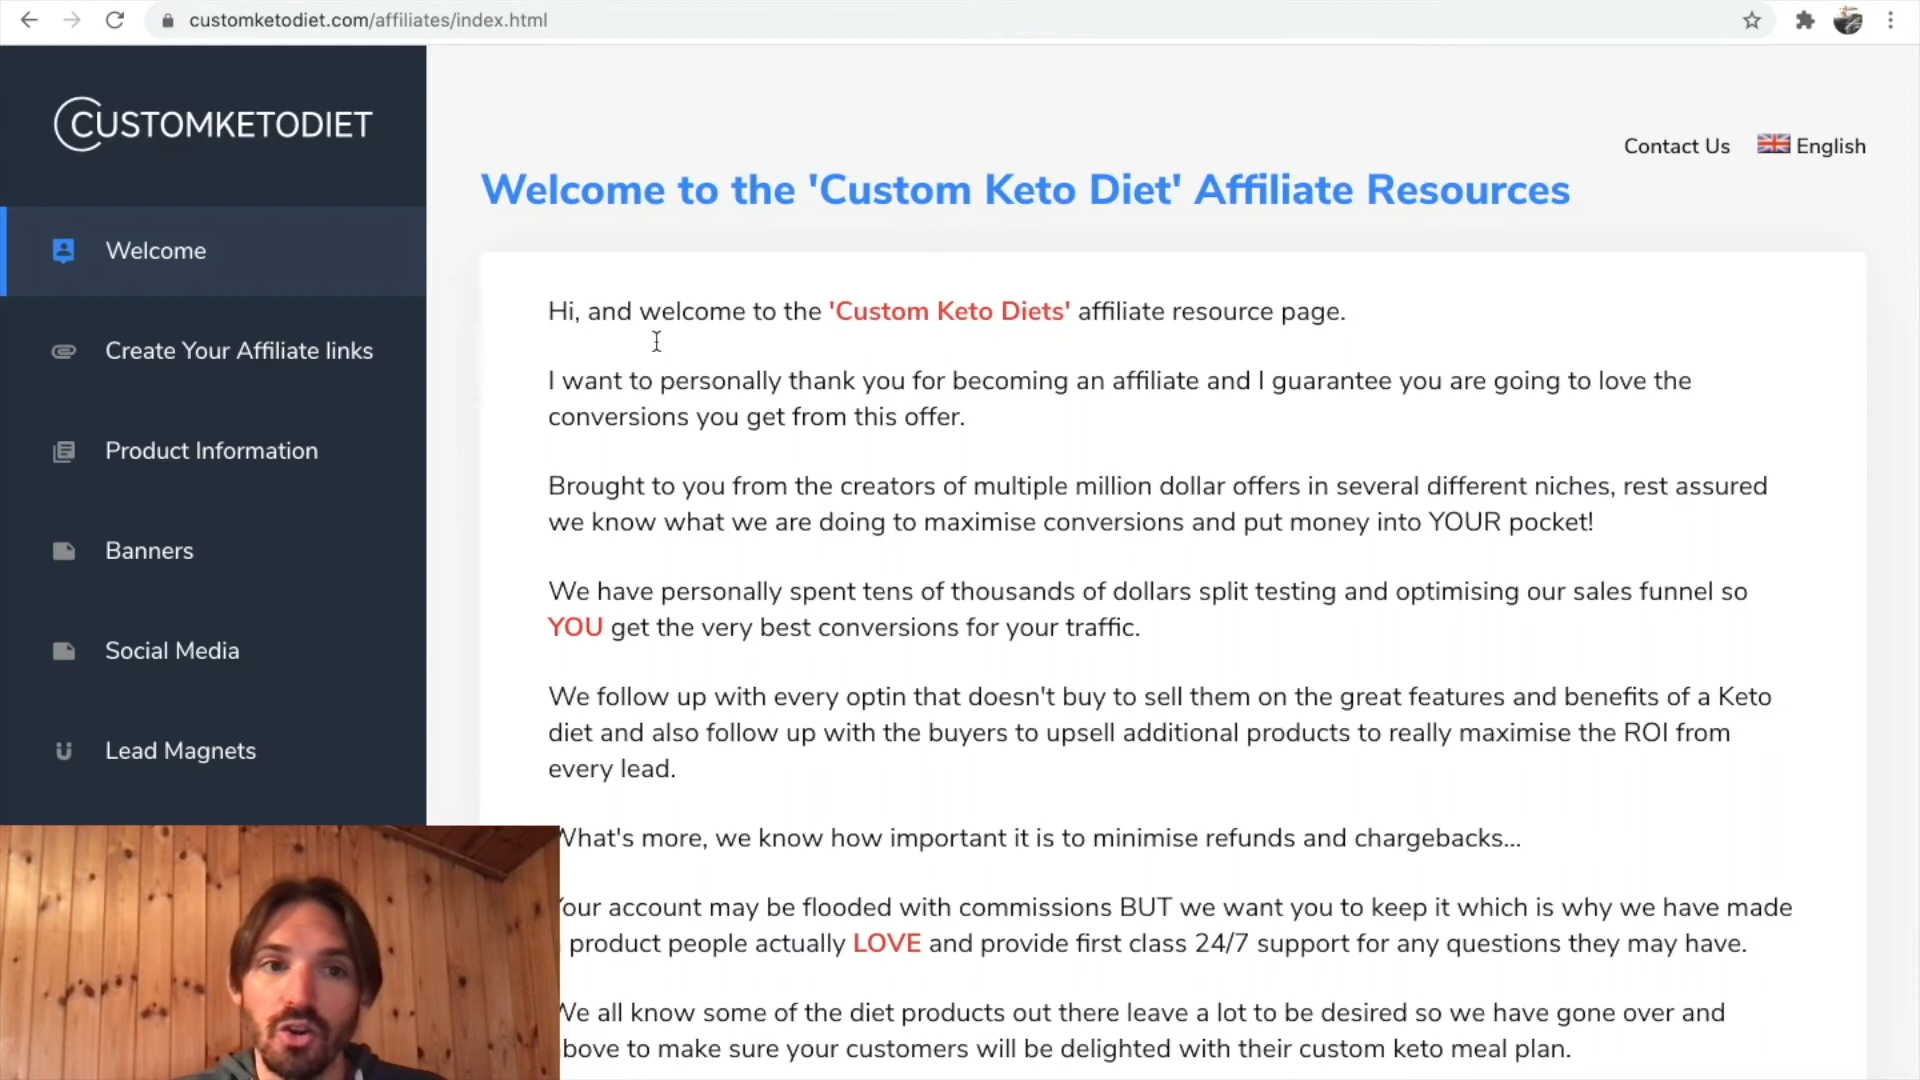 customketodiet.com/affiliates/index.html
CUSTOMKETODIET
Contact Us English
Welcome to the 'Custom Keto Diet' Affiliate Resources
Welcome
Create Your Affiliate links
Product Information
Banners
Social Media
Lead Magnets
Hi, and welcome to the 'Custom Keto Diets' affiliate resource page.
I want to personally thank you for becoming an affiliate and I guarantee you are going to love the
conversions you get from this offer.
Brought to you from the creators of multiple million dollar offers in several different niches, rest assured
we know what we are doing to maximise conversions and put money into YOUR pocket!
We have personally spent tens of thousands of dollars split testing and optimising our sales funnel so
YOU get the very best conversions for your traffic.
We follow up with every optin that doesn't buy to sell them on the great features and benefits of a Keto
diet and also follow up with the buyers to upsell additional products to really maximise the ROI from
every lead.
What's more, we know how important it is to minimise refunds and chargebacks...
Your account may be flooded with commissions BUT we want you to keep it which is why we have made
product people actually LOVE and provide first class 24/7 support for any questions they may have.
We all know some of the diet products out there leave a lot to be desired so we have gone over and
bove to make sure your customers will be delighted with their custom keto meal plan.